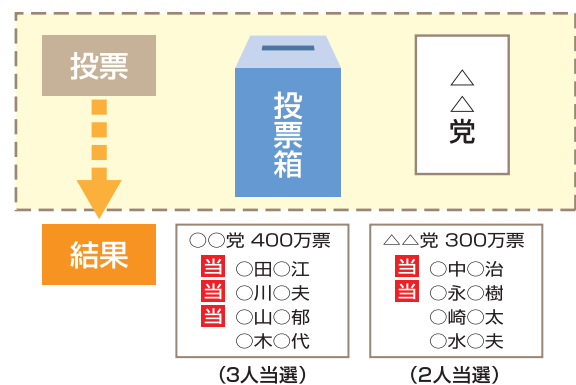 投票
投票箱
△
△
党
結果
○○党 400万票
当 ○田○江
当 ○川○夫
当 ○山○郁
○木○代
(3人当選)
△△党 300万票
当 ○中○治
当 ○永○樹
○崎○太
○水○夫
(2人当選)